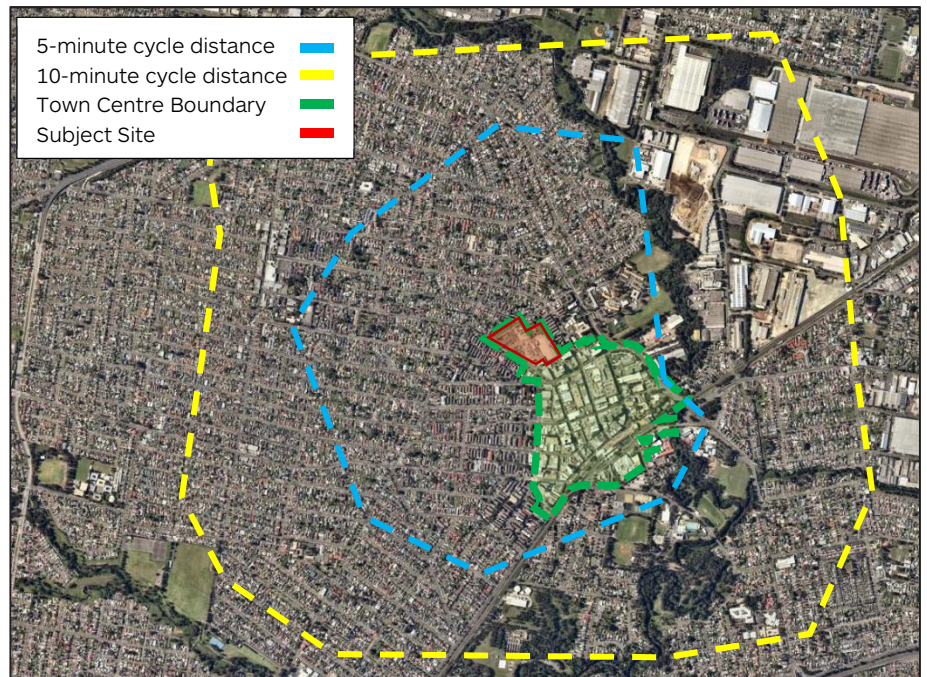 5-minute cycle distance
10-minute cycle distance
Town Centre Boundary
Subject Site